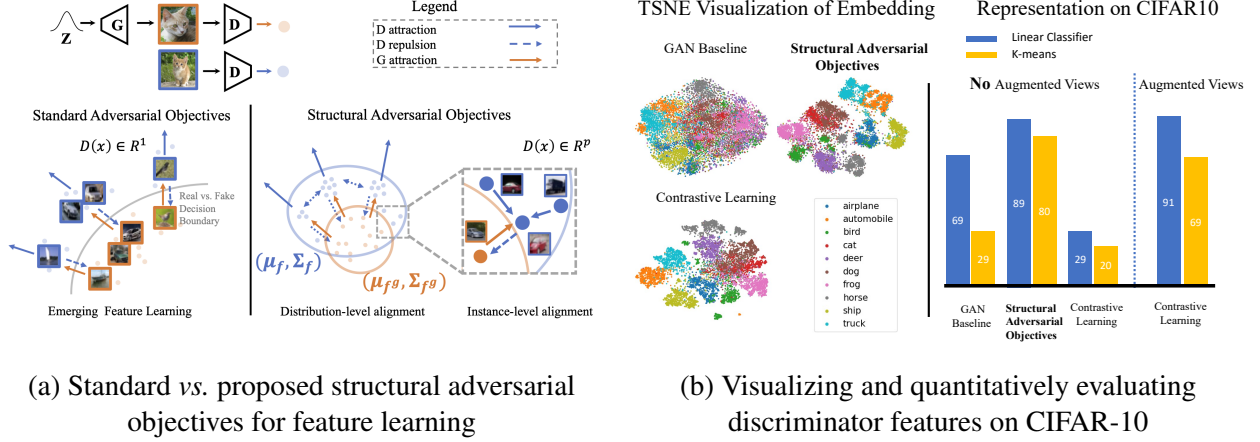 Z
G
D
D
Legend
D attraction
D repulsion
G attraction
Standard Adversarial Objectives
D(x) ∈ R^1
Real vs. Fake
Decision
Boundary
Emerging Feature Learning
Structural Adversarial Objectives
D(x) ∈ R^p
(μ_f, Σ_f)
(μ_{f^g}, Σ_{f^g})
Distribution-level alignment
Instance-level alignment
(a) Standard vs. proposed structural adversarial
objectives for feature learning
TSNE Visualization of Embedding
GAN Baseline
Structural Adversarial
Objectives
Contrastive Learning
airplane
automobile
bird
cat
deer
dog
frog
horse
ship
truck
Representation on CIFAR10
Linear Classifier
K-means
No Augmented Views
Augmented Views
69
29
89
80
29
20
91
69
GAN
Baseline
Structural
Adversarial
Objectives
Contrastive
Learning
Contrastive
Learning
(b) Visualizing and quantitatively evaluating
discriminator features on CIFAR-10